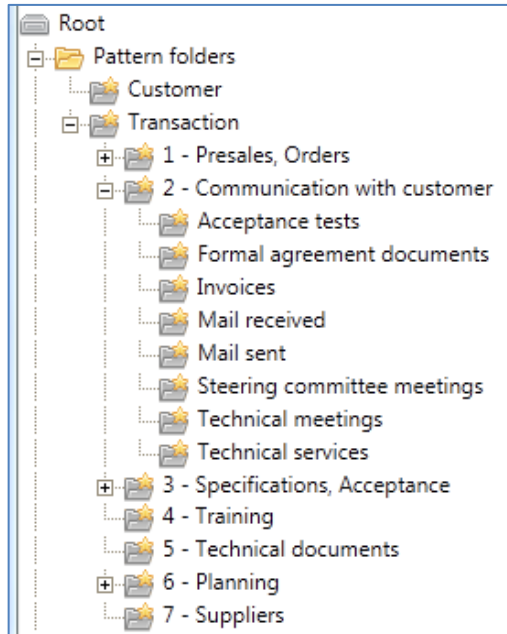 Root
Pattern folders
Customer
Transaction
1 - Presales, Orders
2 - Communication with customer
Acceptance tests
Formal agreement documents
Invoices
Mail received
Mail sent
Steering committee meetings
Technical meetings
Technical services
3 - Specifications, Acceptance
4 - Training
5 - Technical documents
6 - Planning
7 - Suppliers